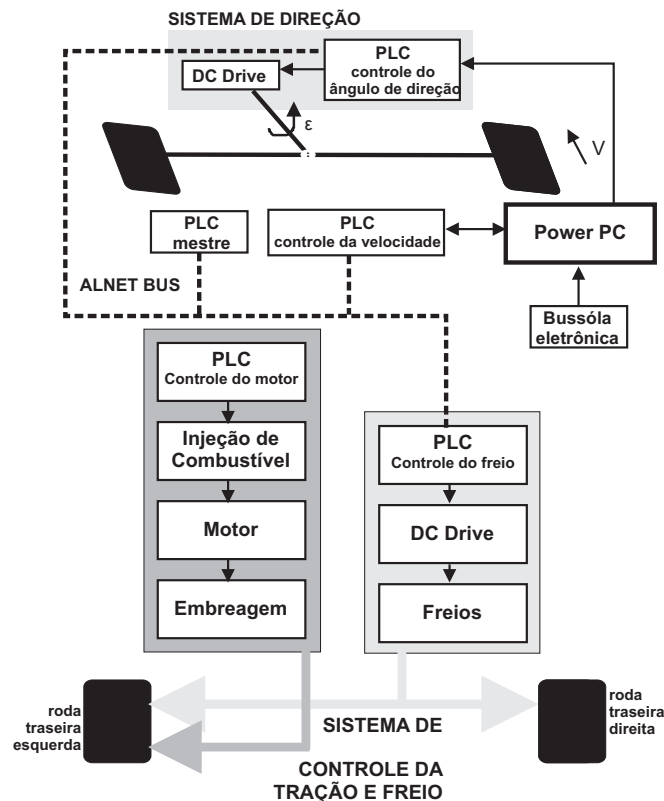 SISTEMA DE DIREÇÃO
PLC
controle do
ângulo de direção
DC Drive
ε
V
PLC
mestre
PLC
controle da velocidade
Power PC
ALNET BUS
Bussóla
eletrônica
PLC
Controle do motor
Injeção de
Combustível
Motor
Embreagem
PLC
Controle do freio
DC Drive
Freios
roda
traseira
esquerda
roda
traseira
direita
SISTEMA DE
CONTROLE DA
TRAÇÃO E FREIO